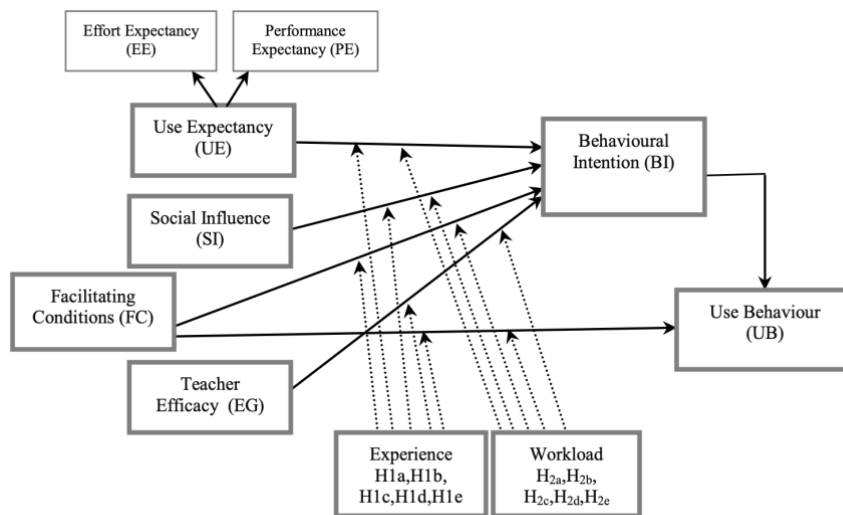 Effort Expectancy
(EE)
Performance
Expectancy (PE)
Use Expectancy
(UE)
Behavioural
Intention (BI)
Social Influence
(SI)
Facilitating
Conditions (FC)
Use Behaviour
(UB)
Teacher
Efficacy (EG)
Experience
H1a,H1b,
H1c,H1d,H1e
Workload
H2a,H2b,
H2c,H2d,H2e